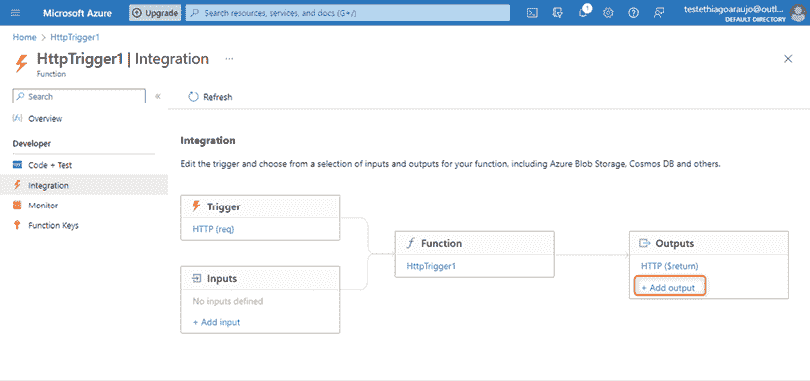 Microsoft Azure
Upgrade
Search resources, services, and docs (G+/)
1
testethiagoaraujo@outl...
DEFAULT DIRECTORY
Home > HttpTrigger1
HttpTrigger1 | Integration ...
Function
Search
«
Refresh
Overview
Developer
Code + Test
Integration
Monitor
Function Keys
Integration
Edit the trigger and choose from a selection of inputs and outputs for your function, including Azure Blob Storage, Cosmos DB and others.
Trigger
HTTP (req)
Inputs
No inputs defined
+ Add input
Function
HttpTrigger1
Outputs
HTTP ($return)
+ Add output